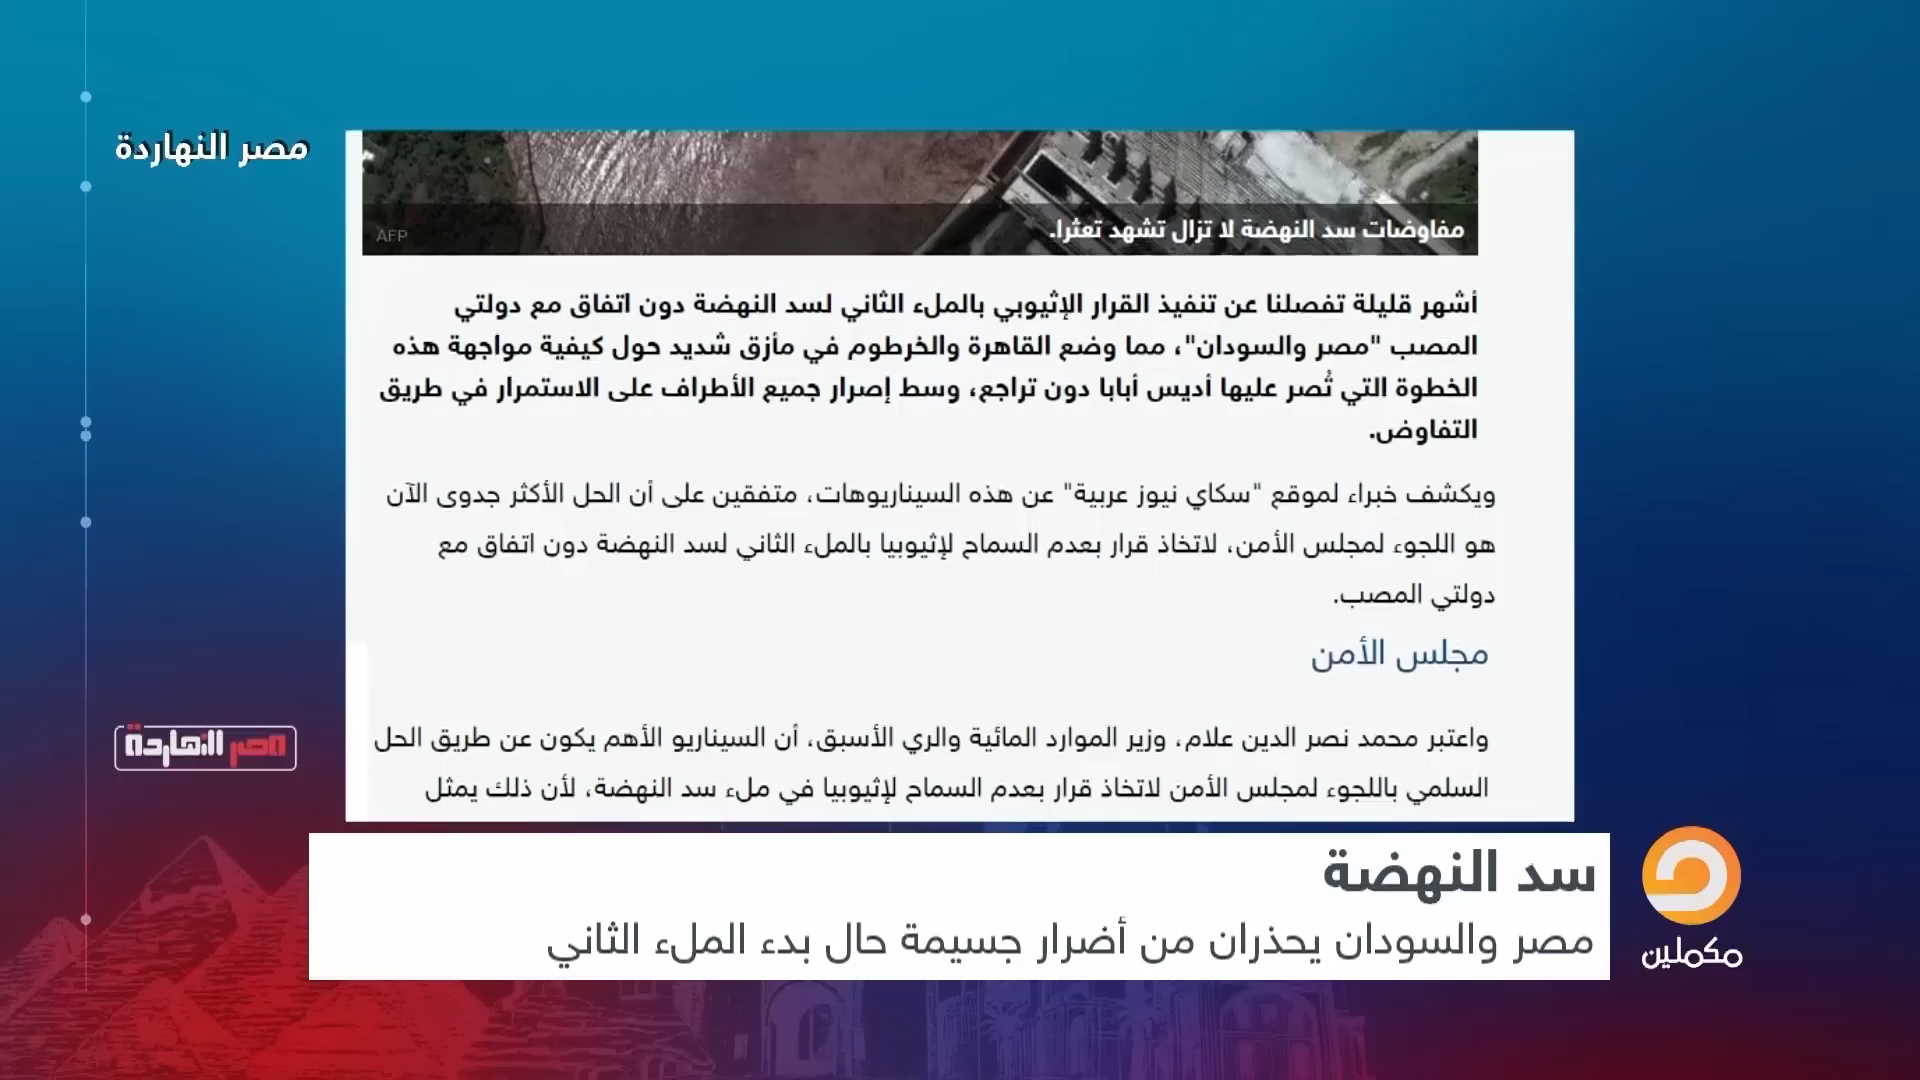 مصر النهاردة
مفاوضات سد النهضة لا تزال تشهد تعثرا.
AFP
أشهر قليلة تفصلنا عن تنفيذ القرار الإثيوبي بالملء الثاني لسد النهضة دون اتفاق مع دولتي
المصب "مصر والسودان"، مما وضع القاهرة والخرطوم في مأزق شديد حول كيفية مواجهة هذه
الخطوة التي تُصر عليها أديس أبابا دون تراجع، وسط إصرار جميع الأطراف على الاستمرار في طريق
التفاوض.
ويكشف خبراء لموقع "سكاي نيوز عربية" عن هذه السيناريوهات، متفقين على أن الحل الأكثر جدوى الآن
هو اللجوء لمجلس الأمن، لاتخاذ قرار بعدم السماح لإثيوبيا بالملء الثاني لسد النهضة دون اتفاق مع
دولتي المصب.
مجلس الأمن
واعتبر محمد نصر الدين علام، وزير الموارد المائية والري الأسبق، أن السيناريو الأهم يكون عن طريق الحل
السلمي باللجوء لمجلس الأمن لاتخاذ قرار بعدم السماح لإثيوبيا في ملء سد النهضة، لأن ذلك يمثل
مصر النهاردة
سد النهضة
مصر والسودان يحذران من أضرار جسيمة حال بدء الملء الثاني
مكملين